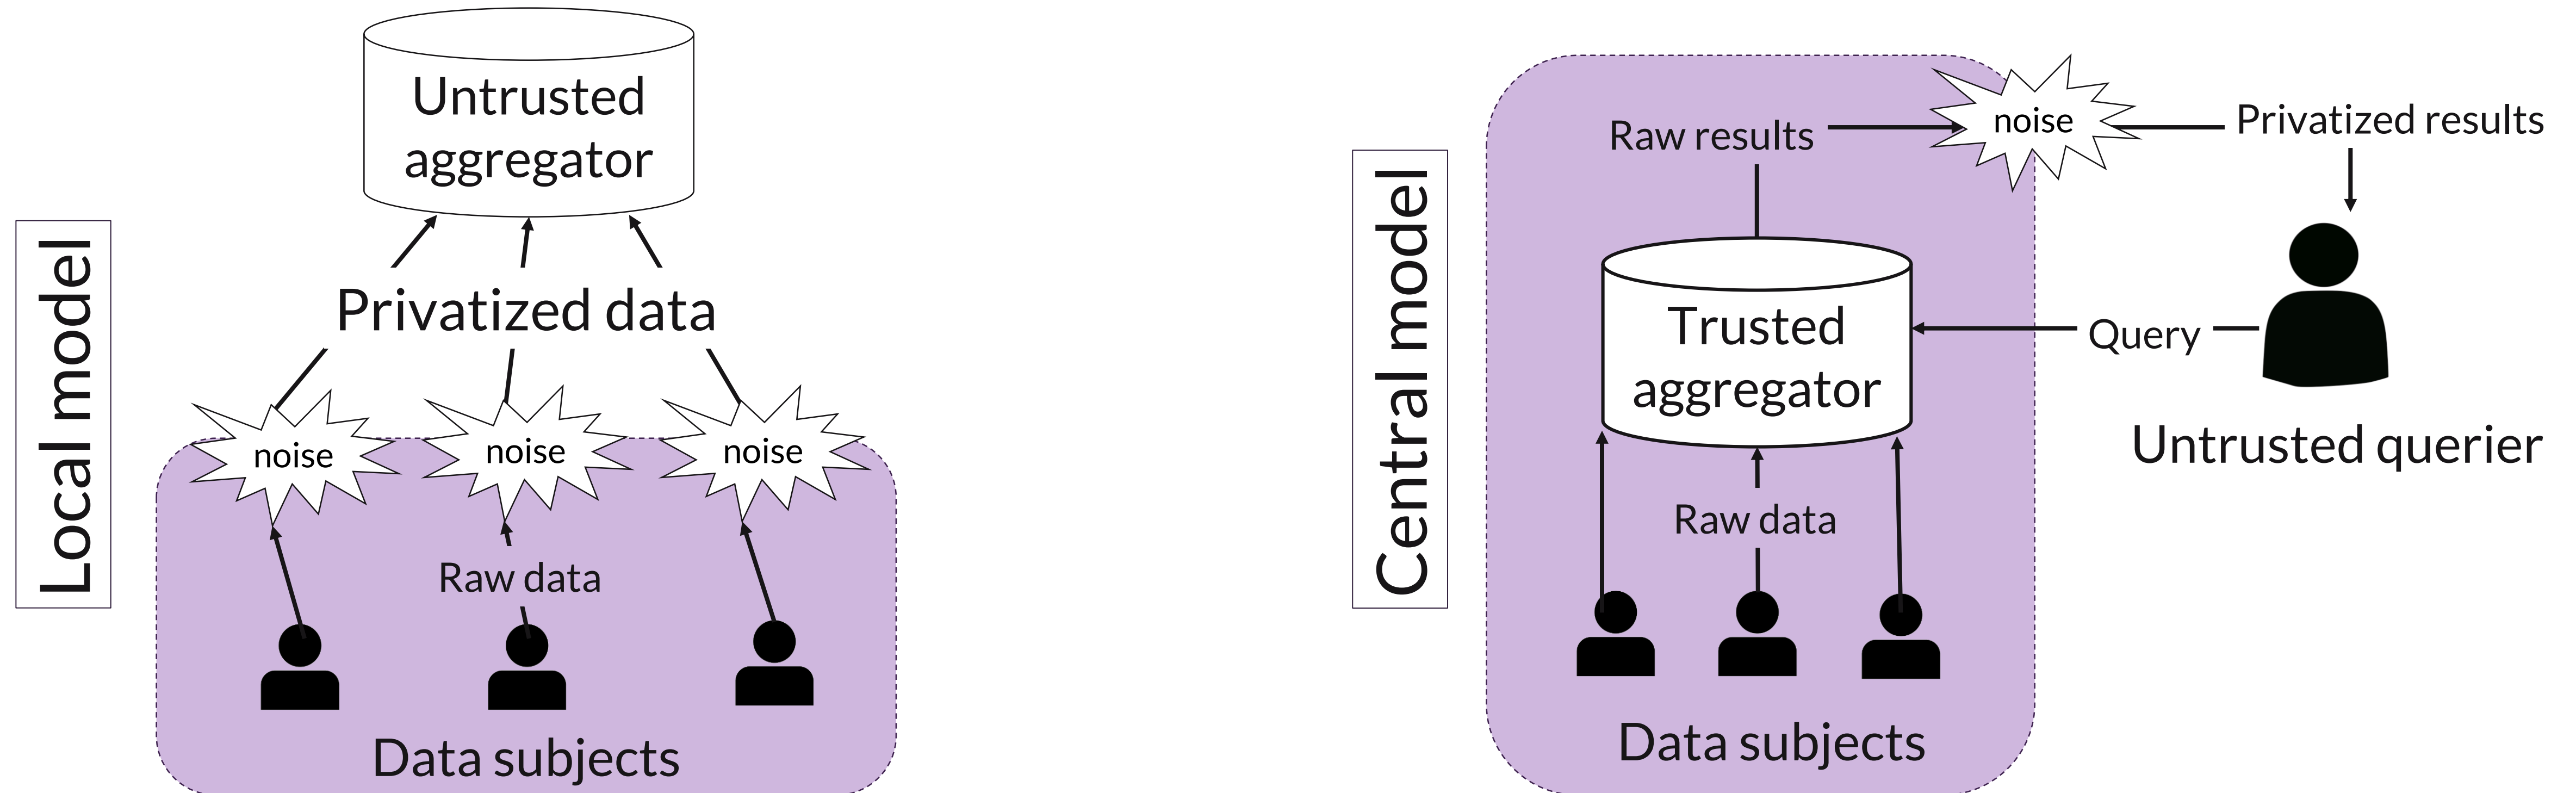 Local model
Untrusted
aggregator
Privatized data
noise
noise
noise
Raw data
Data subjects
Central model
Raw results
noise
Privatized results
Trusted
aggregator
Query
Untrusted querier
Raw data
Data subjects